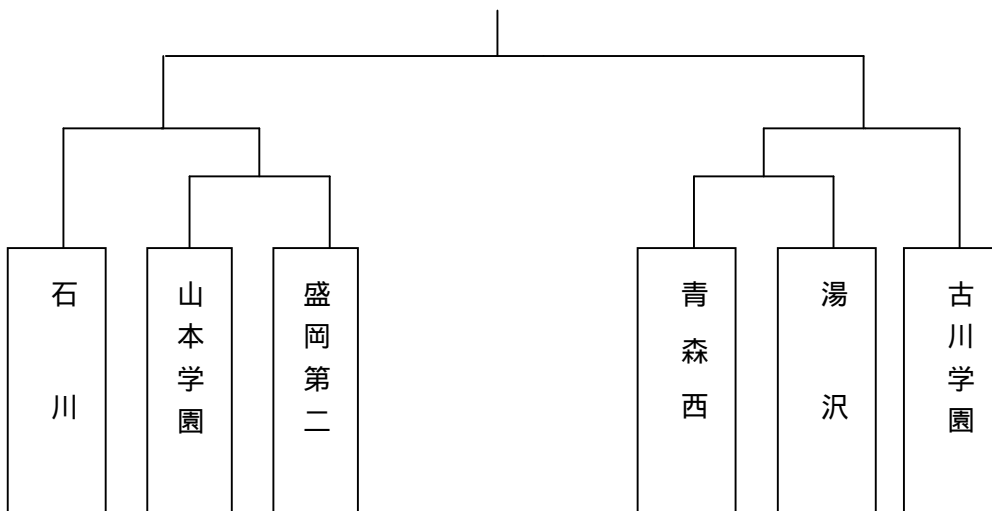 石川
山本学園
盛岡第二
青森西
湯沢
古川学園